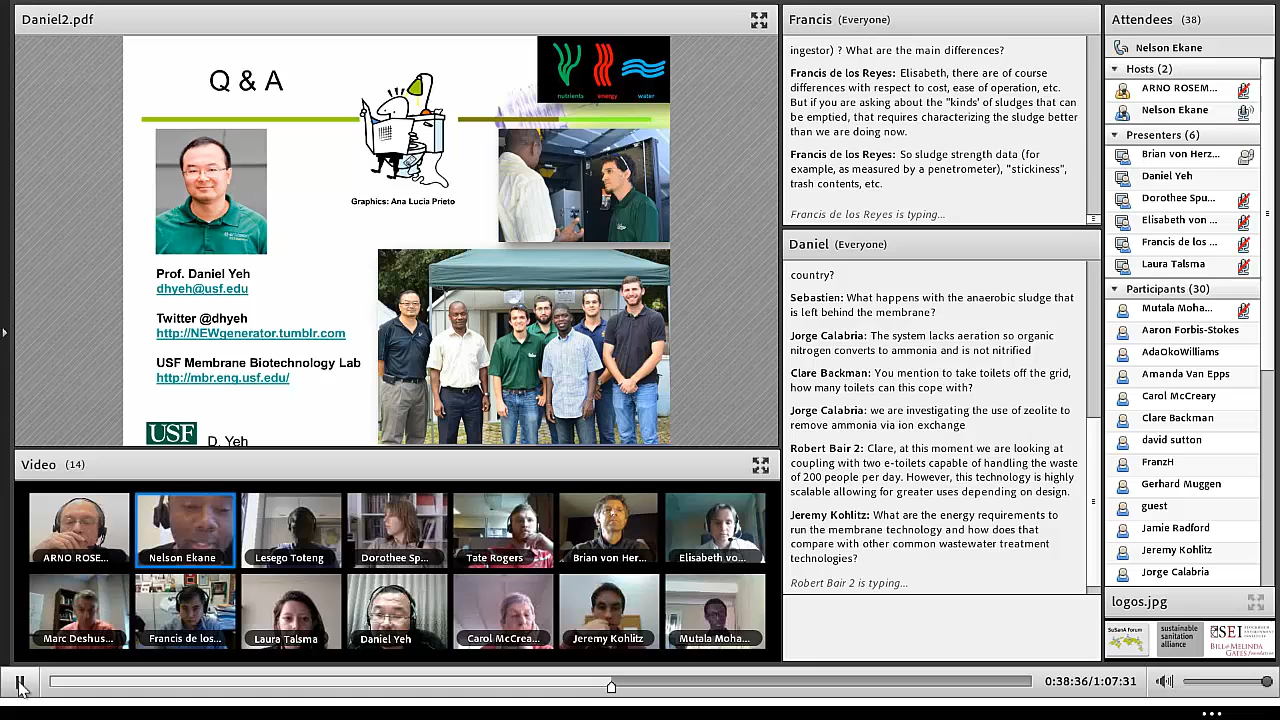 Daniel2.pdf
Q & A
nutrients energy water
Graphics: Ana Lucia Prieto
Prof. Daniel Yeh
dhyeh@usf.edu
Twitter @dhyeh
http://NEWgenerator.tumblr.com
USF Membrane Biotechnology Lab
http://mbr.eng.usf.edu/
USF D. Yeh
Video (14)
ARNO ROSE...
Nelson Ekane
Lesego Toteng
Dorothee Sp...
Tate Rogers
Brian von Her...
Elisabeth vo...
Marc Deshus...
Francis de los...
Laura Talsma
Daniel Yeh
Carol McCrea...
Jeremy Kohlitz
Mutala Moha...
Francis (Everyone)
ingestor) ? What are the main differences?
Francis de los Reyes: Elisabeth, there are of course
differences with respect to cost, ease of operation, etc.
But if you are asking about the "kinds' of sludges that can
be emptied, that requires characterizing the sludge better
than we are doing now.
Francis de los Reyes: So sludge strength data (for
example, as measured by a penetrometer), "stickiness",
trash contents, etc.
Francis de los Reyes is typing...
Daniel (Everyone)
country?
Sebastien: What happens with the anaerobic sludge that
is left behind the membrane?
Jorge Calabria: The system lacks aeration so organic
nitrogen converts to ammonia and is not nitrified
Clare Backman: You mention to take toilets off the grid,
how many toilets can this cope with?
Jorge Calabria: we are investigating the use of zeolite to
remove ammonia via ion exchange
Robert Bair 2: Clare, at this moment we are looking at
coupling with two e-toilets capable of handling the waste
of 200 people per day. However, this technology is highly
scalable allowing for greater uses depending on design.
Jeremy Kohlitz: What are the energy requirements to
run the membrane technology and how does that
compare with other common wastewater treatment
technologies?
Robert Bair 2 is typing...
Attendees (38)
Nelson Ekane
Hosts (2)
ARNO ROSEM...
Nelson Ekane
Presenters (6)
Brian von Herz...
Daniel Yeh
Dorothee Spu...
Elisabeth von ...
Francis de los ...
Laura Talsma
Participants (30)
Mutala Moha...
Aaron Forbis-Stokes
AdaOkoWilliams
Amanda Van Epps
Carol McCreary
Clare Backman
david sutton
FranzH
Gerhard Muggen
guest
Jamie Radford
Jeremy Kohlitz
Jorge Calabria
logos.jpg
SuSanA Forum
sustainable
sanitation
alliance
SEI
BILL & MELINDA
GATES foundation
0:38:36/1:07:31